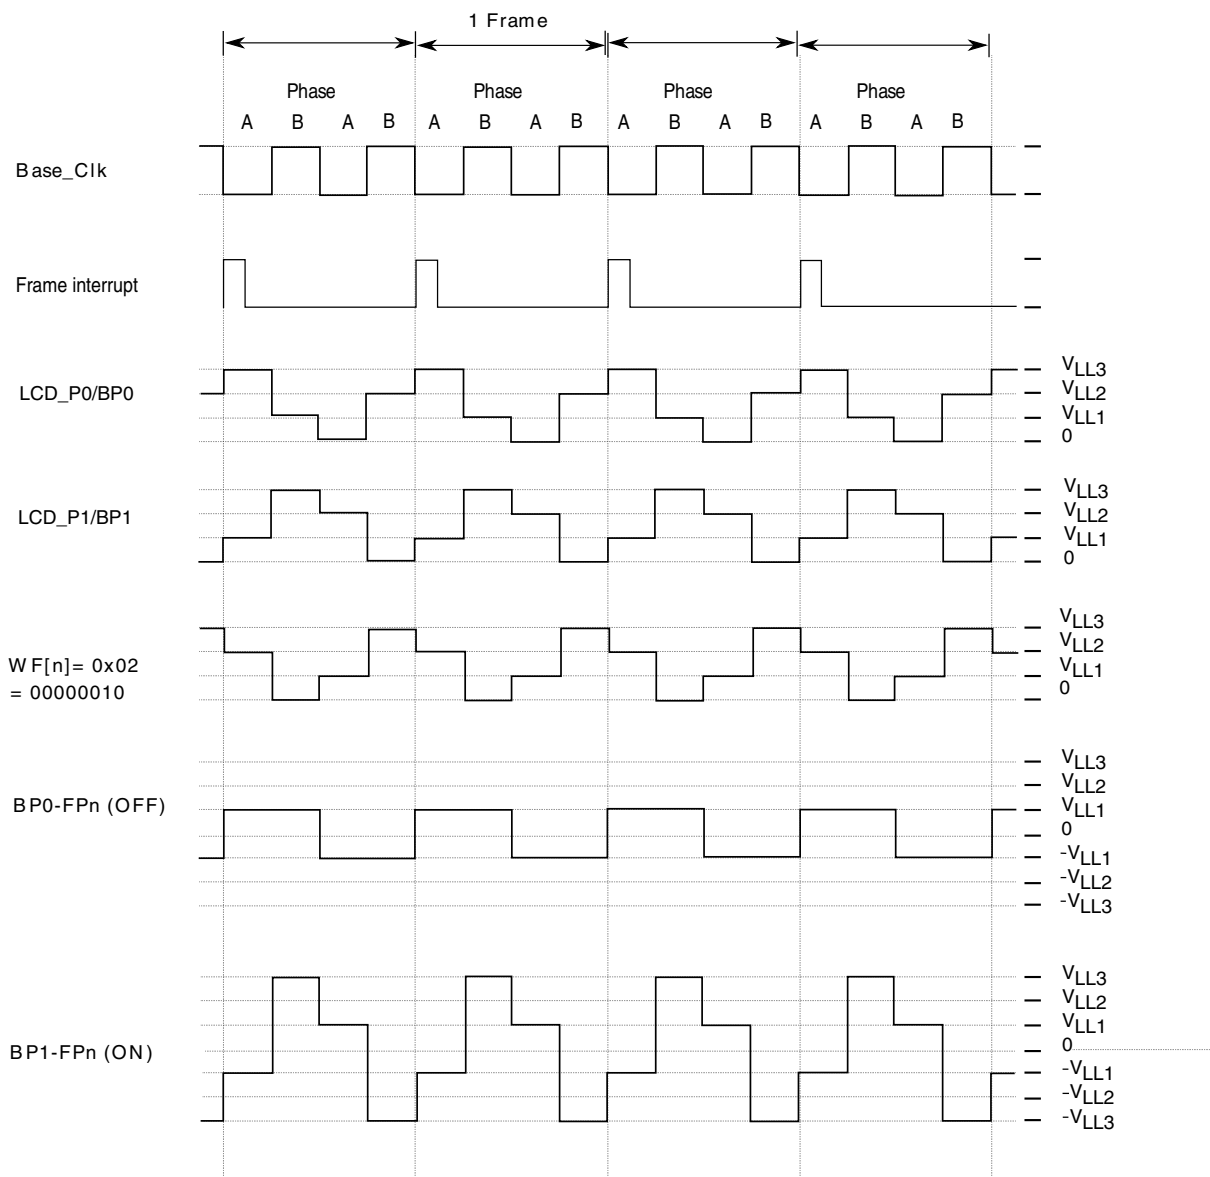 1 Frame
Phase Phase Phase Phase
A B A B A B A B A B A B A B A B
Base_Clk
Frame interrupt
LCD_P0/BP0
VLL3
VLL2
VLL1
0
LCD_P1/BP1
VLL3
VLL2
VLL1
0
WF[n]= 0x02
= 00000010
VLL3
VLL2
VLL1
0
BP0-FPn (OFF)
VLL3
VLL2
VLL1
0
-VLL1
-VLL2
-VLL3
BP1-FPn (ON)
VLL3
VLL2
VLL1
0
-VLL1
-VLL2
-VLL3